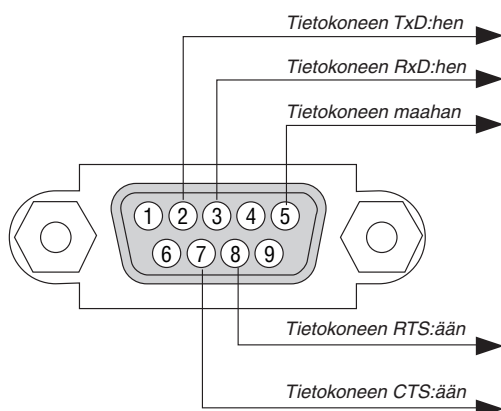 Tietokoneen TxD:hen
Tietokoneen RxD:hen
Tietokoneen maahan
1 2 3 4 5
6 7 8 9
Tietokoneen RTS:ään
Tietokoneen CTS:ään